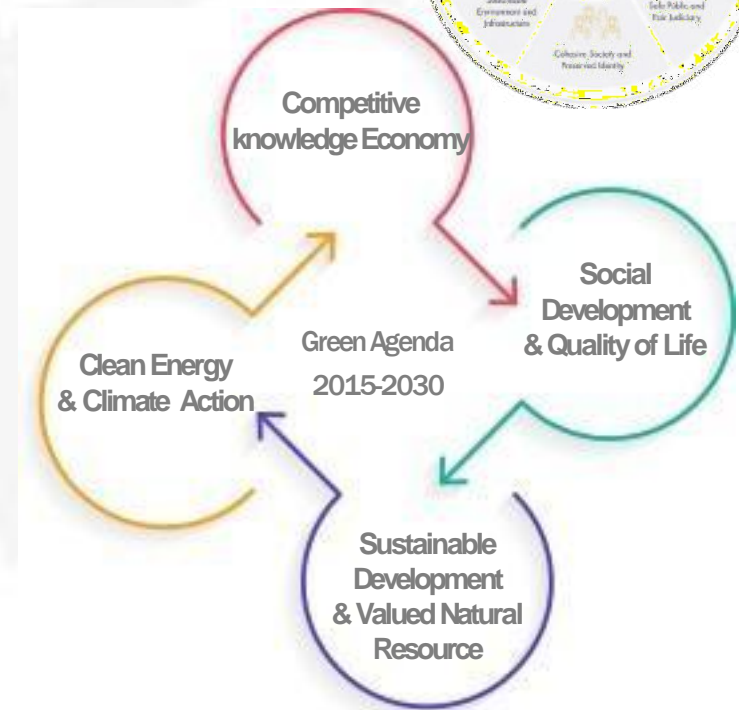 Environment and
Infrastructure
Safe Public and
Fair Judiciary
Cohesive Society and
Preserved Identity
Competitive
knowledge Economy
Social
Development
& Quality of Life
Green Agenda
2015-2030
Clean Energy
& Climate Action
Sustainable
Development
& Valued Natural
Resource